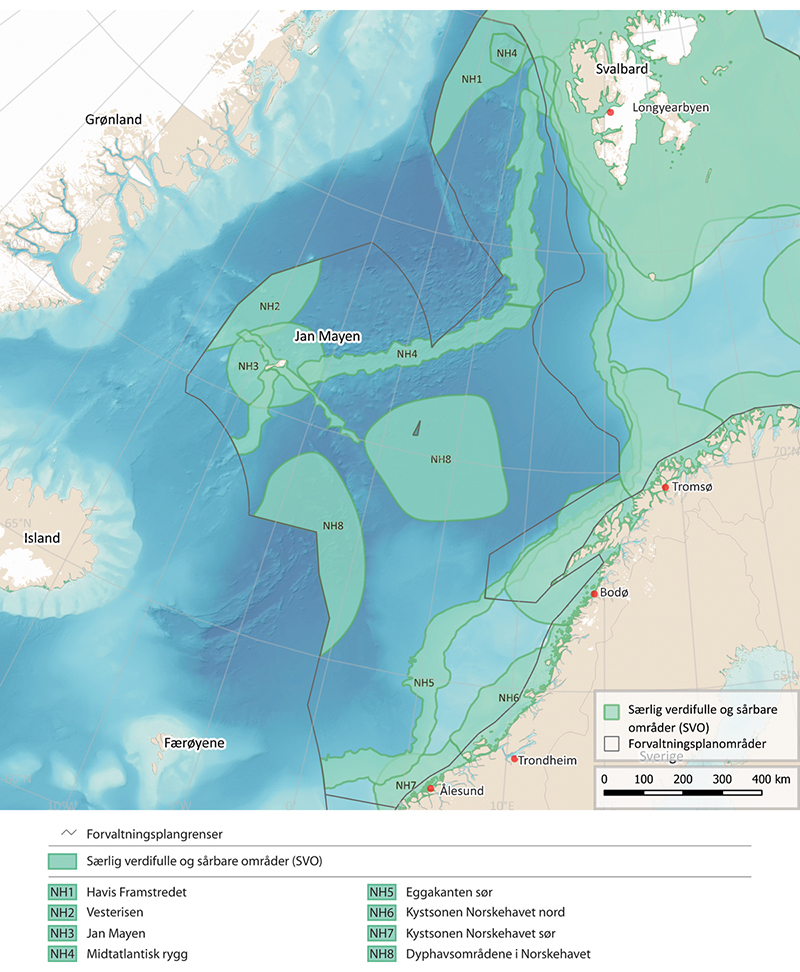 NH4
NH1
Svalbard
Longyearbyen
Grønland
NH2
Jan Mayen
NH4
NH3
NH8
70°N
Tromsø
65°N
NH8
Island
Bodø
65°N
NH5
NH6
Særlig verdifulle og sårbare
områder (SVO)
Færøyene
Forvaltningsplanområder
Sverige
Trondheim
0 100 200 300 400 km
NH7
Ålesund
10°W
0°
10°E
Forvaltningsplangrenser
Særlig verdifulle og sårbare områder (SVO)
NH1 Havis Framstredet
NH2 Vesterisen
NH3 Jan Mayen
NH4 Midtatlantisk rygg
NH5 Eggakanten sør
NH6 Kystsonen Norskehavet nord
NH7 Kystsonen Norskehavet sør
NH8 Dyphavsområdene i Norskehavet